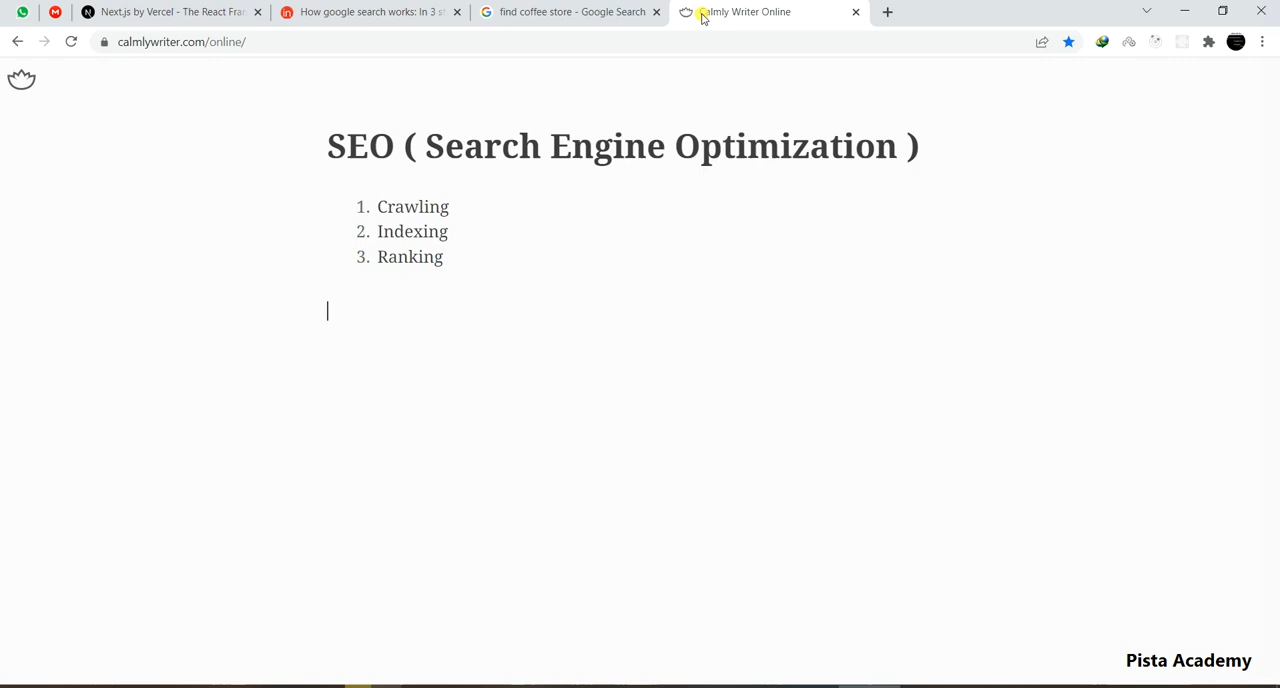 Next.js by Vercel - The React Fra
How google search works: In 3 s
find coffee store - Google Search
Calmly Writer Online
calmlywriter.com/online/
SEO ( Search Engine Optimization )
1. Crawling
2. Indexing
3. Ranking
Pista Academy